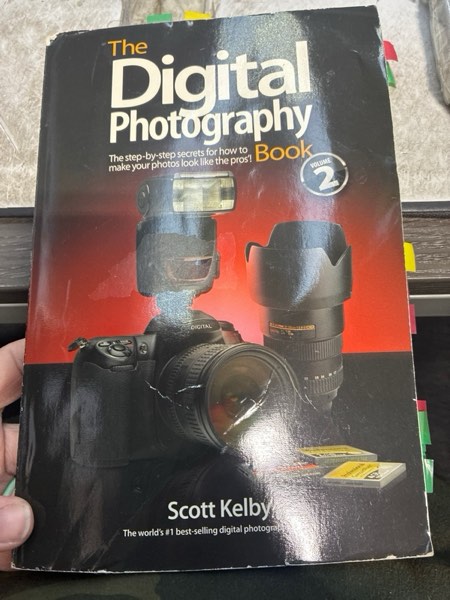 The
Digital
Photography
The step-by-step secrets for how to
make your photos look like the pros'!
Book
VOLUME
2
DIGITAL
Scott Kelby
The world's #1 best-selling digital